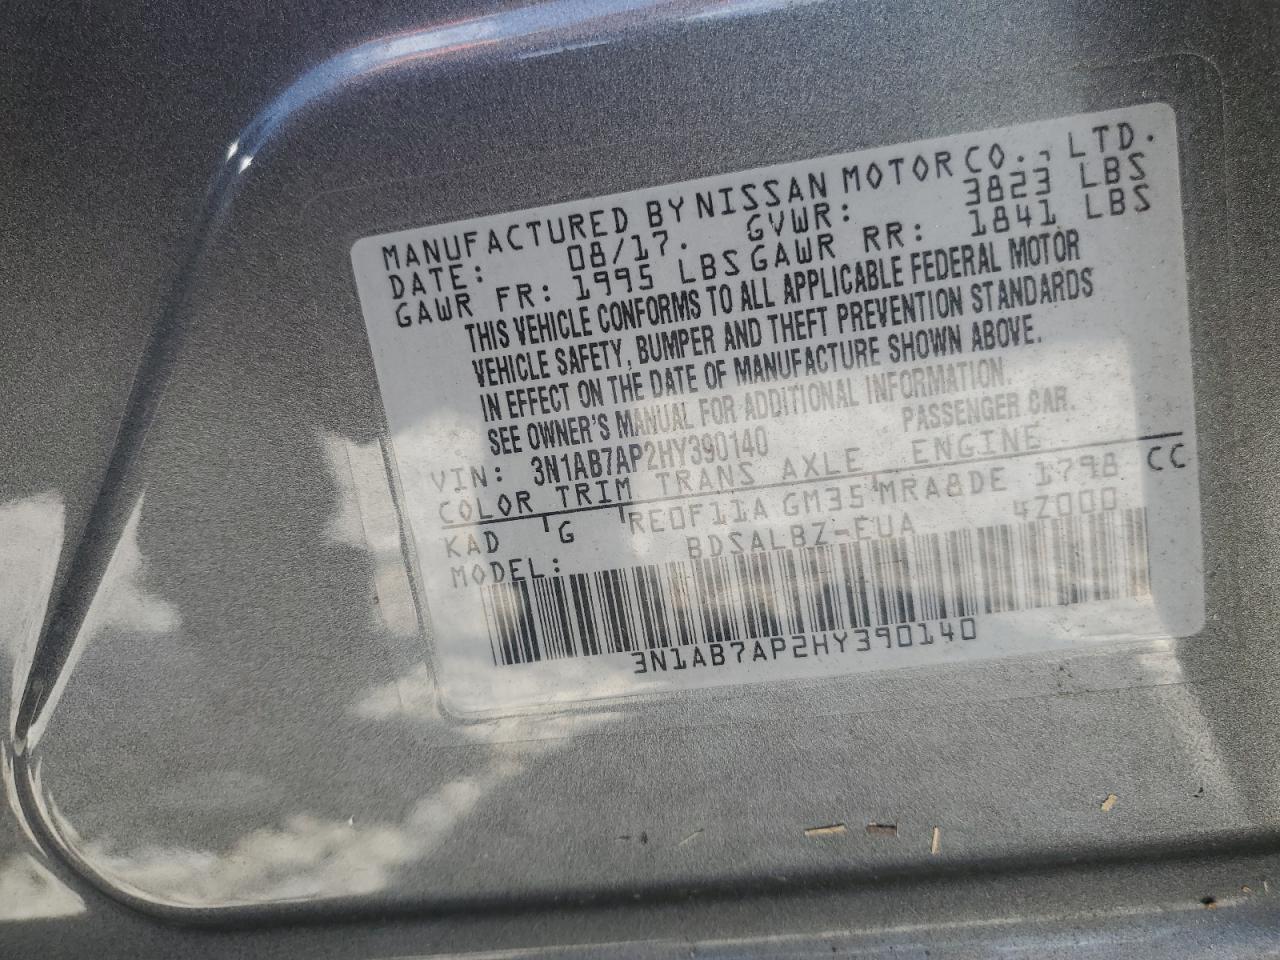 MANUFACTURED BY NISSAN MOTOR CO., LTD.
DATE: 08/17. GVWR: 3823 LBS
GAWR FR: 1995 LBS GAWR RR: 1841 LBS
THIS VEHICLE CONFORMS TO ALL APPLICABLE FEDERAL MOTOR
VEHICLE SAFETY, BUMPER AND THEFT PREVENTION STANDARDS
IN EFFECT ON THE DATE OF MANUFACTURE SHOWN ABOVE.
SEE OWNER'S MANUAL FOR ADDITIONAL INFORMATION.
VIN: 3N1AB7AP2HY390140 PASSENGER CAR.
COLOR TRIM TRANS AXLE ENGINE
KAD G RE0F11A GM35 MRA8DE 1798 CC
MODEL: BDSALBZ-EUA 4Z000
3N1AB7AP2HY390140